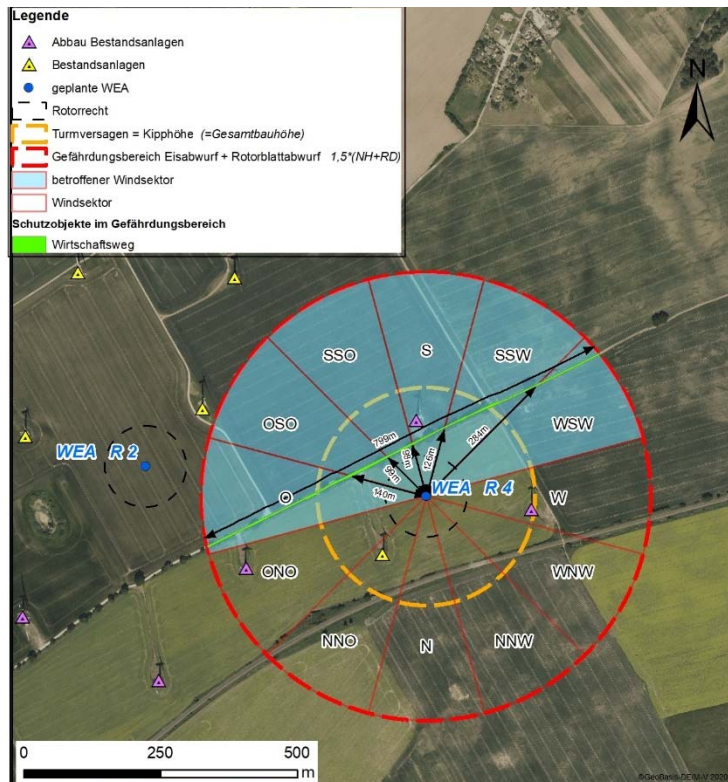 Legende
Abbau Bestandsanlagen
Bestandsanlagen
geplante WEA
Rotorrecht
Turmversagen = Kipphöhe (=Gesamtbauhöhe)
Gefährdungsbereich Eisabwurf + Rotorblattabwurf 1,5*(NH+RD)
betroffener Windsektor
Windsektor
Schutzobjekte im Gefährdungsbereich
Wirtschaftsweg
N
SSO
S
SSW
OSO
WSW
799m
98m
126m
284m
99m
140m
WEA R 2
WEA R 4
O
W
ONO
WNW
NNO
N
NNW
0 250 500
m